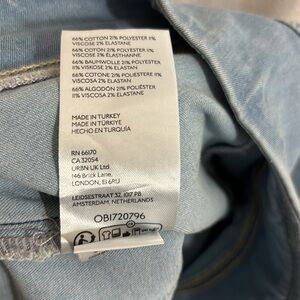 66% COTTON 21% POLYESTER 11%
VISCOSE 2% ELASTANE
66% COTTON 21% POLYESTER 11%
VISCOSE 2% ELASTHANNE
66% BAUMWOLLE 21% POLYESTER
11% VISKOSE 2% ELASTAN
66% COTONE 21% POLIESTERE 11%
VISCOSA 2% ELASTAN
66% ALGODÓN 21% POLIÉSTER
11% VISCOSA 2% ELASTANO
MADE IN TURKEY
MADE IN TÜRKIYE
HECHO EN TURQUÍA
RN 66170
CA 32054
URBN UK Ltd.
146 Brick Lane,
LONDON, E1 6RU
LEIDSESTRAAT 32, 1017 PB
AMSTERDAM, NETHERLANDS
OB1720796